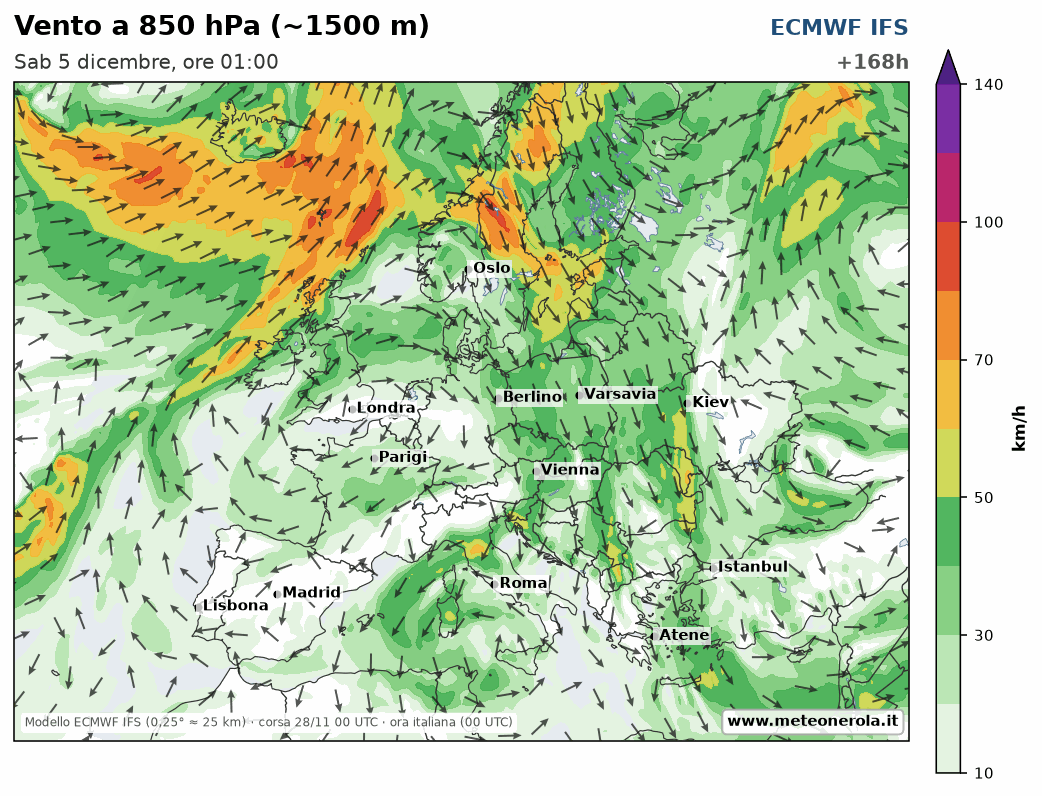 Vento a 850 hPa (~1500 m)
ECMWF IFS
Sab 5 dicembre, ore 01:00
+168h
140
100
70
50
30
10
km/h
Oslo
Berlino
Varsavia
Kiev
Londra
Parigi
Vienna
Istanbul
Roma
Madrid
Lisbona
Atene
Modello ECMWF IFS (0,25° ≈ 25 km) · corsa 28/11 00 UTC · ora italiana (00 UTC)
www.meteonerola.it